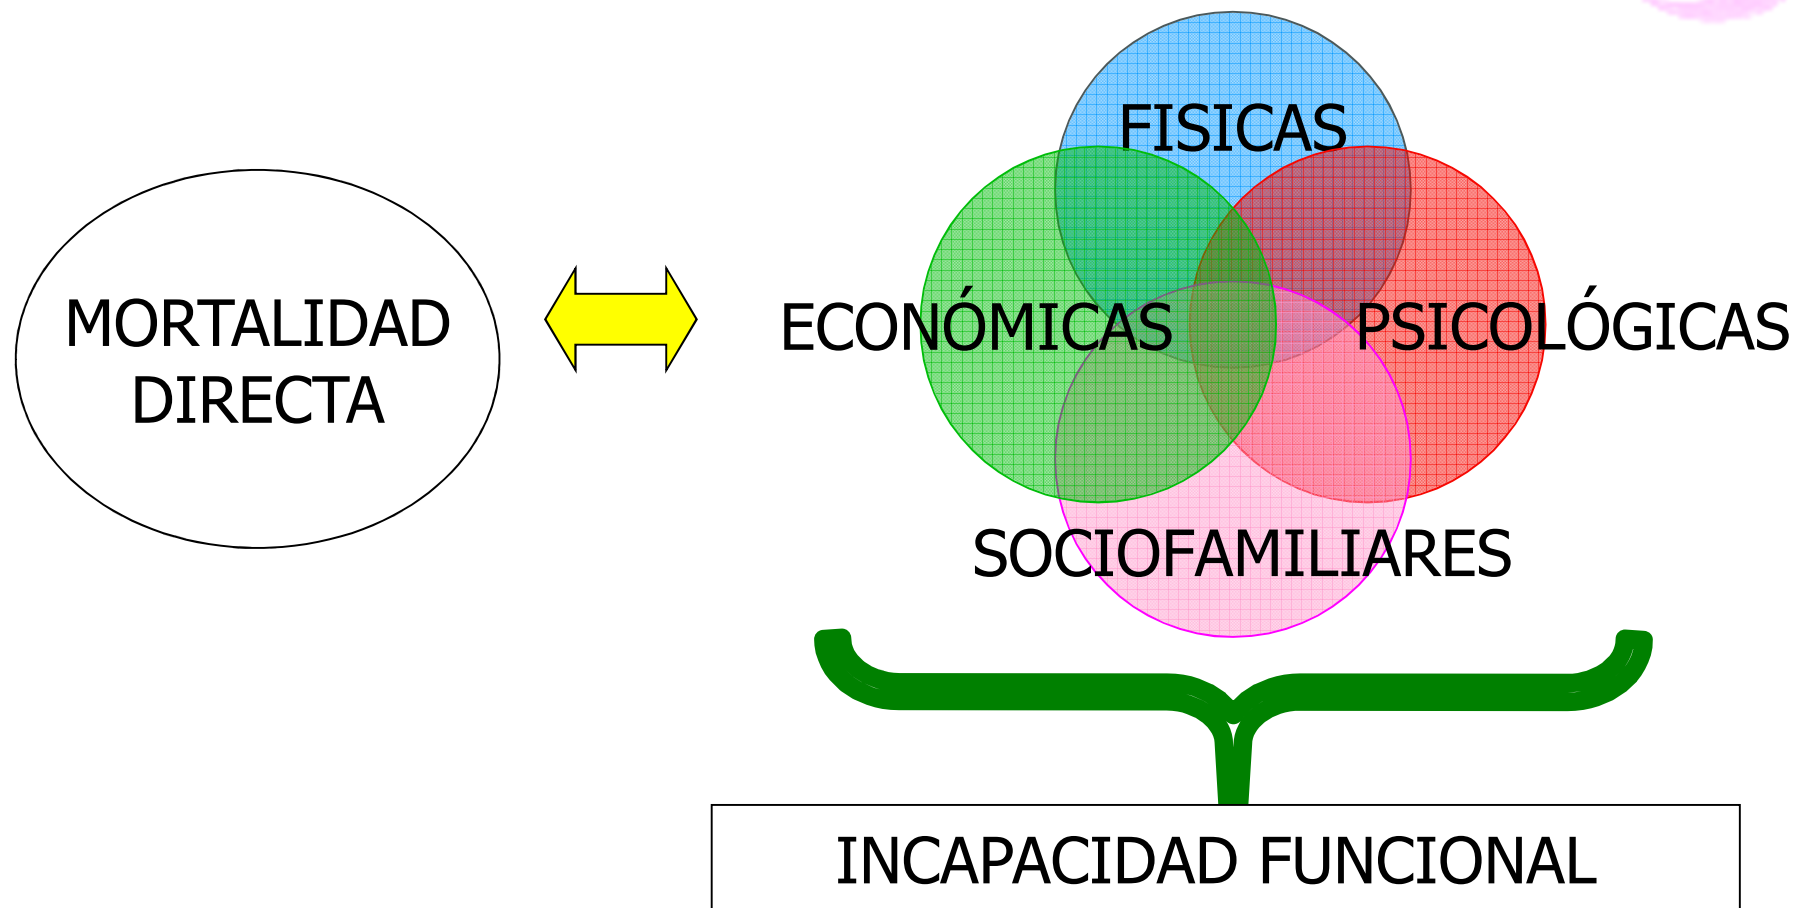 FISICAS
MORTALIDAD
DIRECTA
ECONÓMICAS
PSICOLÓGICAS
SOCIOFAMILIARES
INCAPACIDAD FUNCIONAL